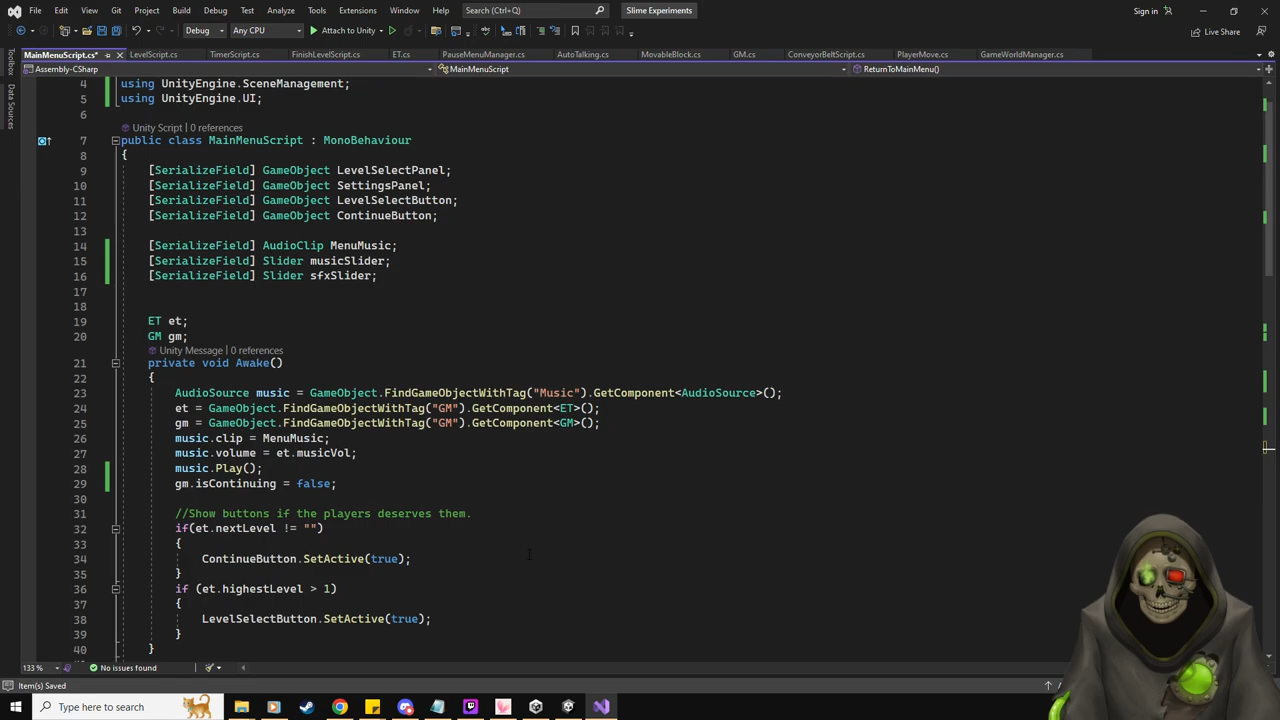 File Edit View Git Project Build Debug Test Analyze Tools Extensions Window Help Search (Ctrl+Q) Slime Experiments Sign in
Debug Any CPU Attach to Unity Live Share
MainMenuScript.cs* LevelScript.cs TimerScript.cs FinishLevelScript.cs ET.cs PauseMenuManager.cs AutoTalking.cs MovableBlock.cs GM.cs ConveyorBeltScript.cs PlayerMove.cs GameWorldManager.cs
Assembly-CSharp MainMenuScript ReturnToMainMenu()
Toolbox
Data Sources
4 using UnityEngine.SceneManagement;
5 using UnityEngine.UI;
6
Unity Script | 0 references
7 public class MainMenuScript : MonoBehaviour
8 {
9 [SerializeField] GameObject LevelSelectPanel;
10 [SerializeField] GameObject SettingsPanel;
11 [SerializeField] GameObject LevelSelectButton;
12 [SerializeField] GameObject ContinueButton;
13
14 [SerializeField] AudioClip MenuMusic;
15 [SerializeField] Slider musicSlider;
16 [SerializeField] Slider sfxSlider;
17
18
19 ET et;
20 GM gm;
Unity Message | 0 references
21 private void Awake()
22 {
23 AudioSource music = GameObject.FindGameObjectWithTag("Music").GetComponent<AudioSource>();
24 et = GameObject.FindGameObjectWithTag("GM").GetComponent<ET>();
25 gm = GameObject.FindGameObjectWithTag("GM").GetComponent<GM>();
26 music.clip = MenuMusic;
27 music.volume = et.musicVol;
28 music.Play();
29 gm.isContinuing = false;
30
31 //Show buttons if the players deserves them.
32 if(et.nextLevel != "")
33 {
34 ContinueButton.SetActive(true);
35 }
36 if (et.highestLevel > 1)
37 {
38 LevelSelectButton.SetActive(true);
39 }
40 }
133 % No issues found
Item(s) Saved
Type here to search